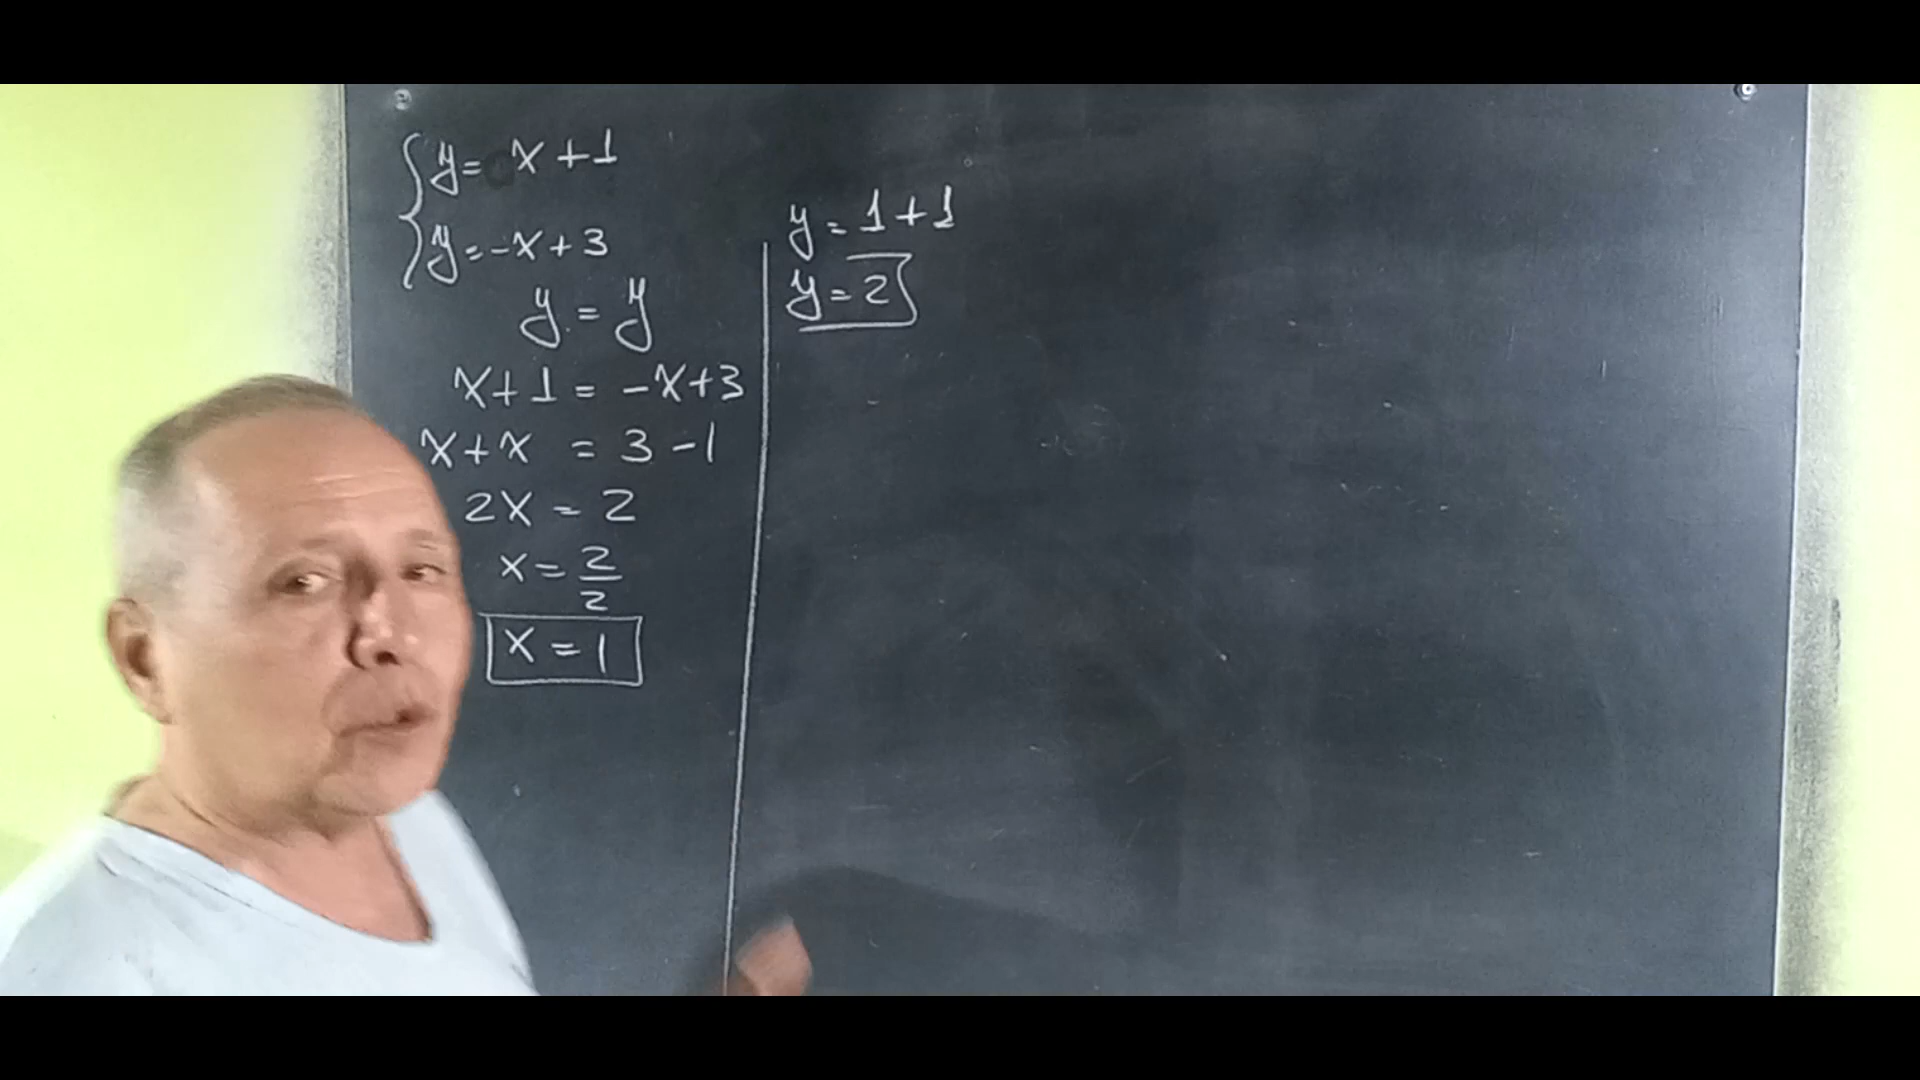 y = x + 1
y = -x + 3
y = y
x + 1 = -x + 3
x + x = 3 - 1
2x = 2
x = 2/2
x = 1
y = 1 + 1
y = 2